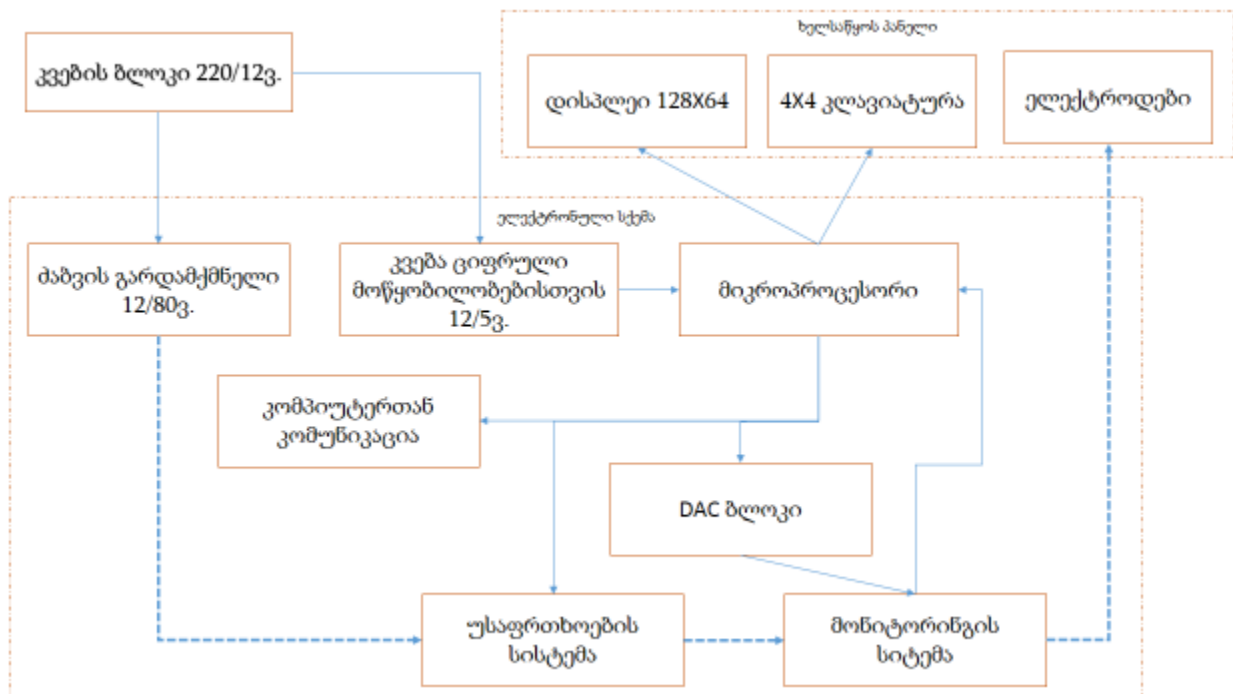 ხელსაწყოს პანელი
კვების ბლოკი 220/12ვ.
დისპლეი 128X64
4X4 კლავიატურა
ელექტროდები
ელექტრონული სქემა
ძაბვის გარდამქმნელი
12/80ვ.
კვება ციფრული
მოწყობილობებისთვის
12/5ვ.
მიკროპროცესორი
კომპიუტერთან
კომუნიკაცია
DAC ბლოკი
უსაფრთხოების
სისტემა
მონიტორინგის
სიტემა